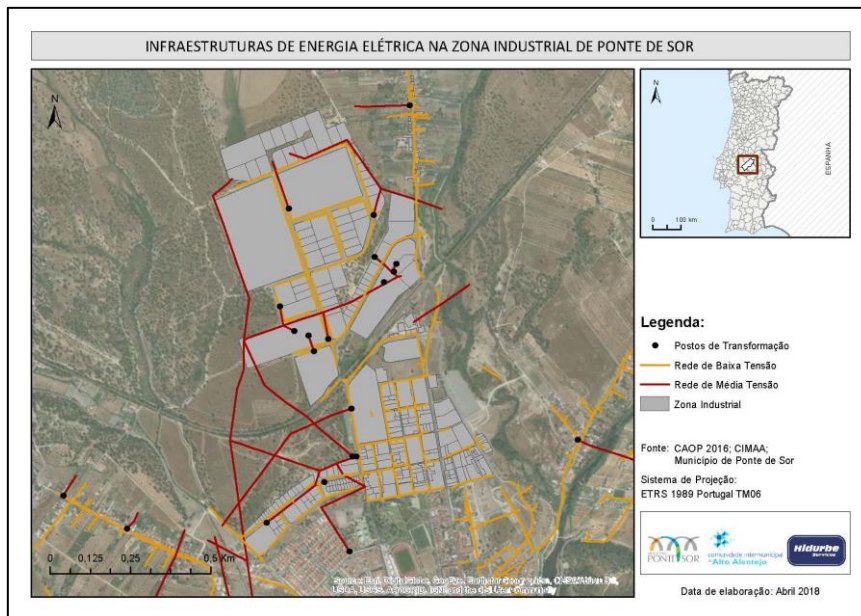 INFRAESTRUTURAS DE ENERGIA ELÉTRICA NA ZONA INDUSTRIAL DE PONTE DE SOR
N
N
ESPANHA
0 100 km
Legenda:
Postos de Transformação
Rede de Baixa Tensão
Rede de Média Tensão
Zona Industrial
Fonte: CAOP 2016; CIMAA;
Município de Ponte de Sor
Sistema de Projeção:
ETRS 1989 Portugal TM06
0 0,125 0,25 0,5 Km
PONTE SOR
comunidade intermunicipal
do Alto Alentejo
Hidurbe
Serviços
Data de elaboração: Abril 2018